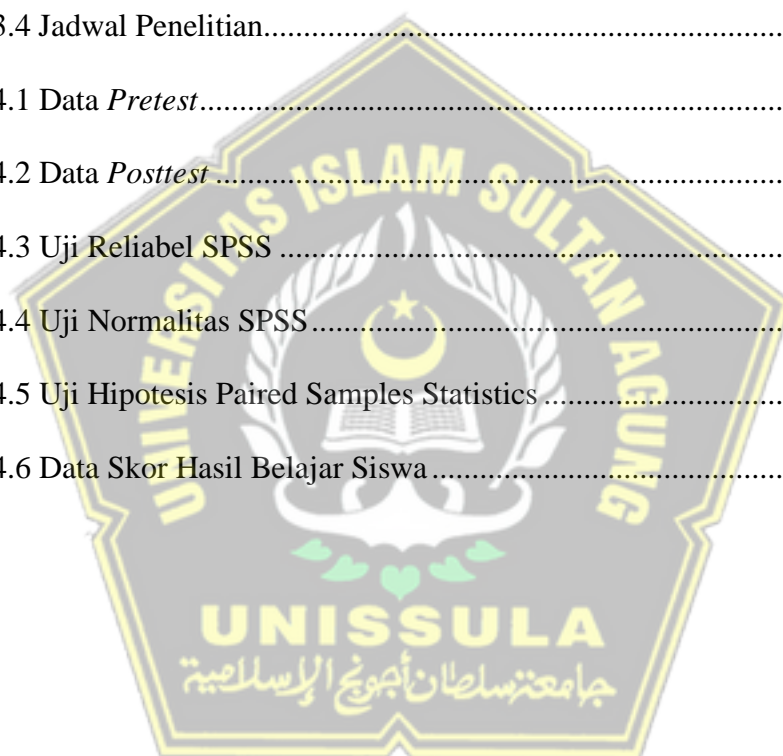 3.4 Jadwal Penelitian......................................................................
4.1 Data Pretest................................................................................
4.2 Data Posttest..............................................................................
4.3 Uji Reliabel SPSS......................................................................
4.4 Uji Normalitas SPSS..................................................................
4.5 Uji Hipotesis Paired Samples Statistics....................................
4.6 Data Skor Hasil Belajar Siswa...................................................
UNIVERSITAS ISLAM SULTAN AGUNG
UNISSULA
جامعة سلطان أجونج الإسلامية